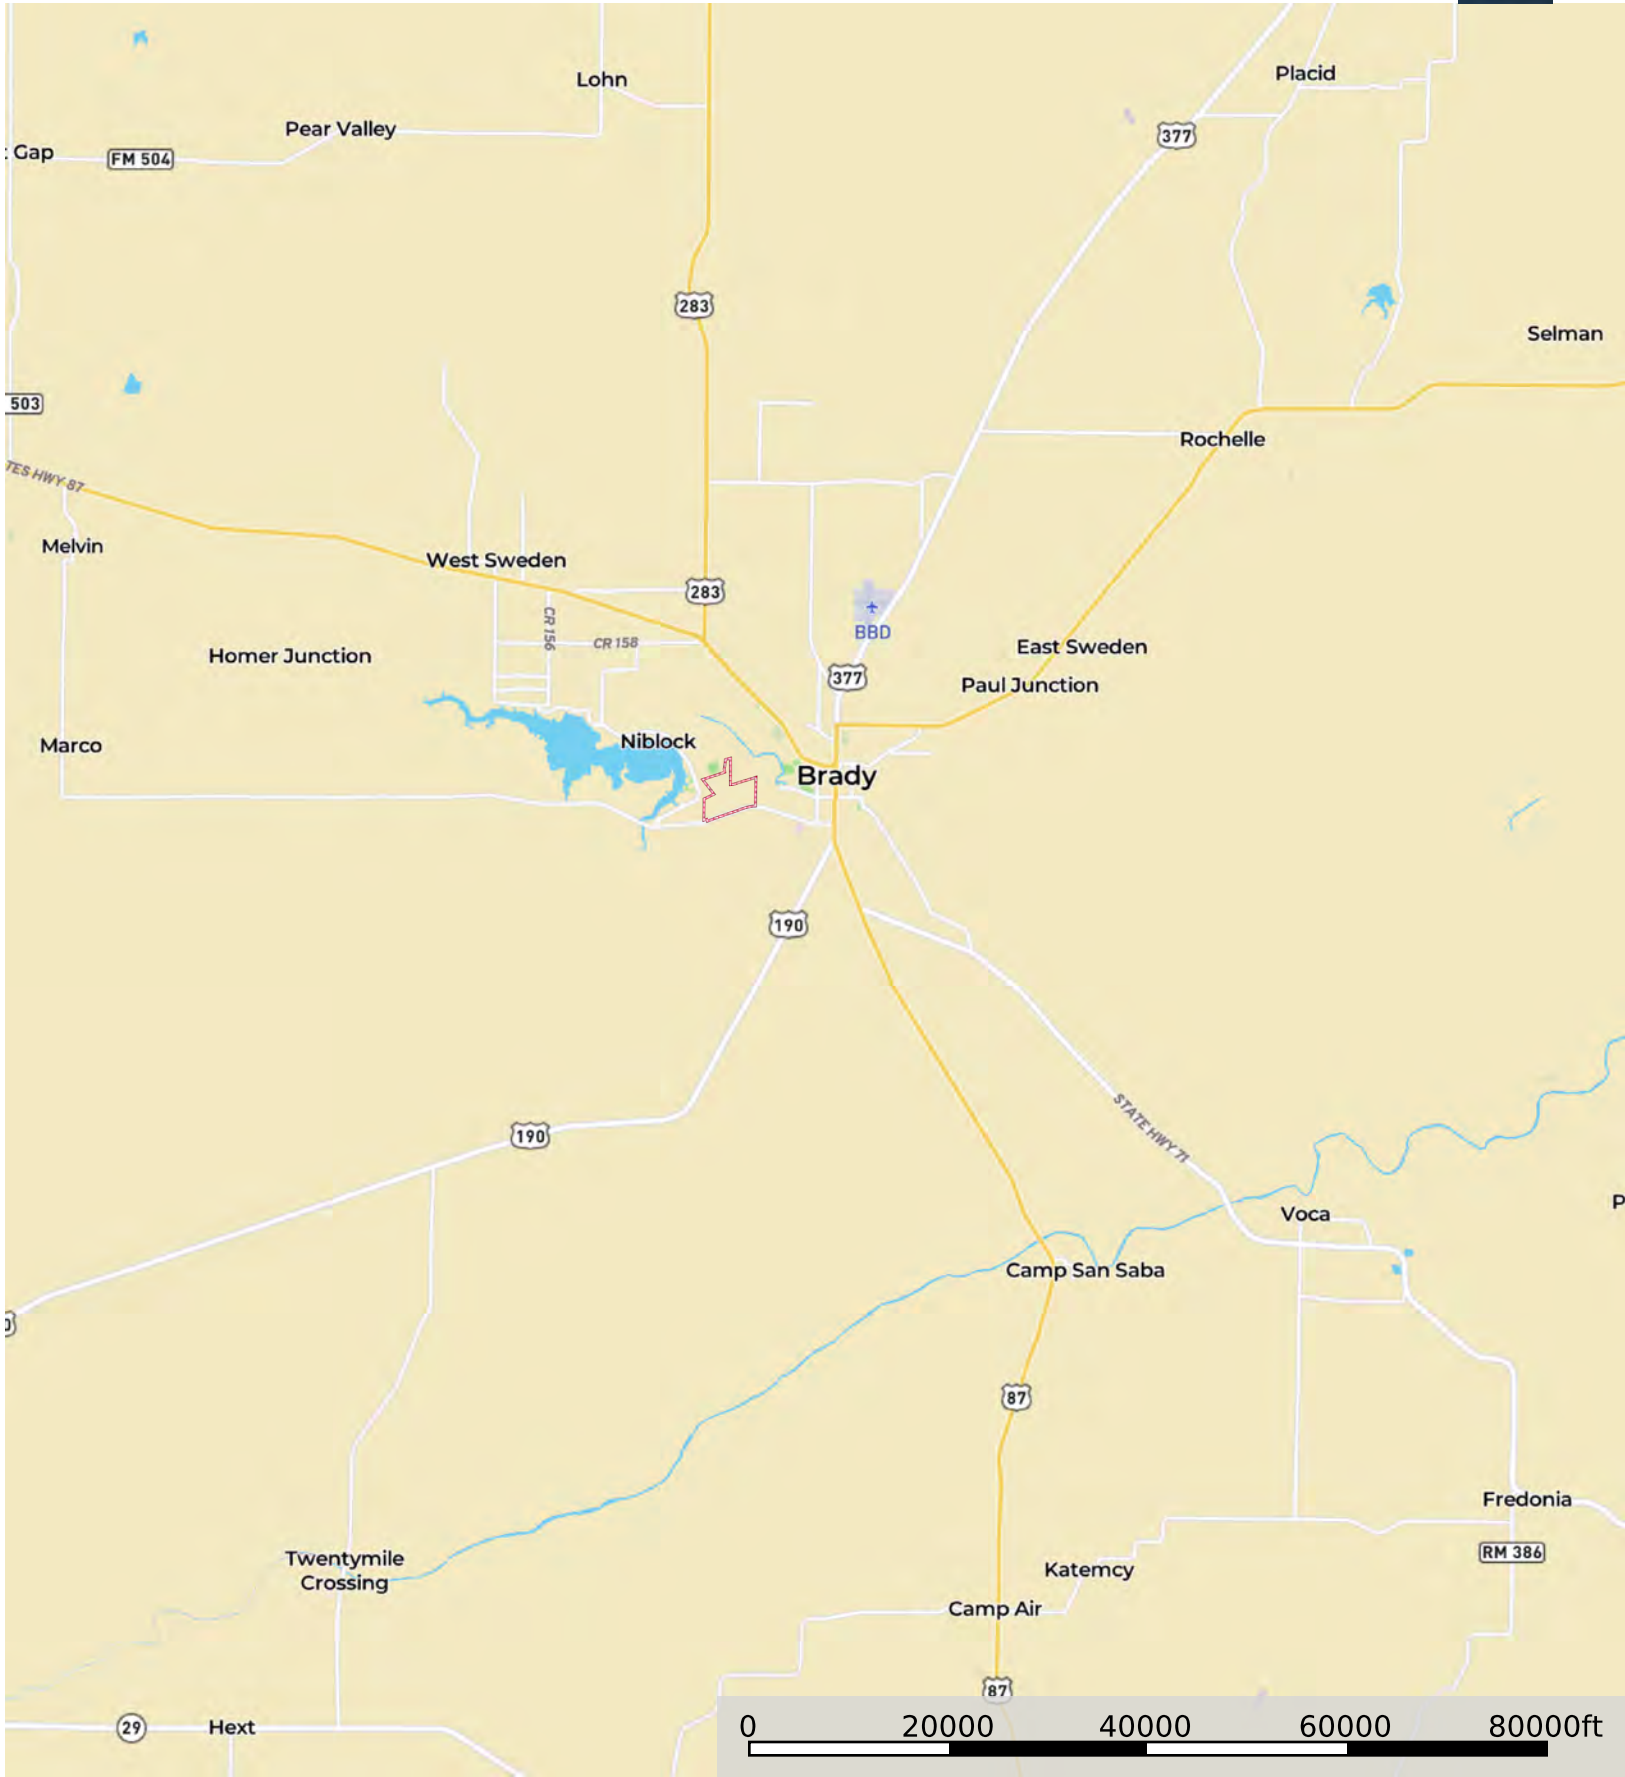 Placid
Lohn
Pear Valley
377
: Gap
FM 504
283
Selman
503
Rochelle
TES HWY 87
Melvin
West Sweden
283
CR 156
BBD
CR 158
East Sweden
Homer Junction
377
Paul Junction
Niblock
Marco
Brady
190
STATE HWY 71
190
P
Voca
Camp San Saba
0
87
Fredonia
RM 386
Twentymile
Crossing
Katemcy
Camp Air
87
29
Hext
0 20000 40000 60000 80000ft